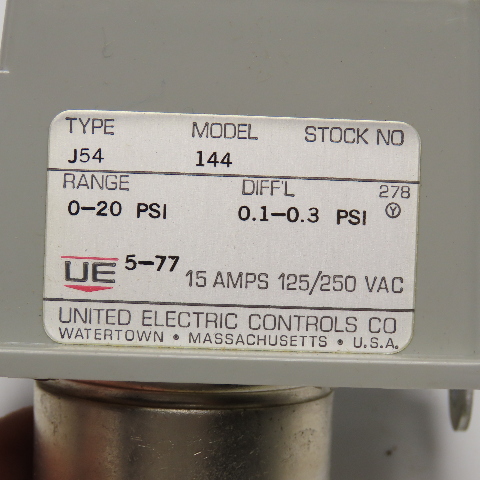 TYPE MODEL STOCK NO
J54 144
RANGE DIFF'L 278
0-20 PSI 0.1-0.3 PSI Y
UE 5-77 15 AMPS 125/250 VAC
UNITED ELECTRIC CONTROLS CO
WATERTOWN • MASSACHUSETTS • U.S.A.